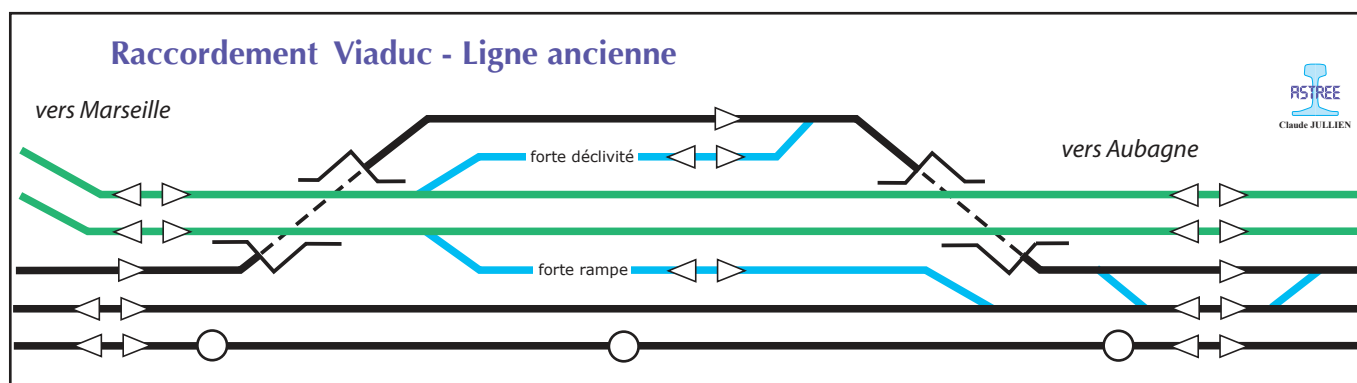 Raccordement Viaduc - Ligne ancienne
vers Marseille
ASTREE
Claude JULLIEN
forte déclivité
vers Aubagne
forte rampe